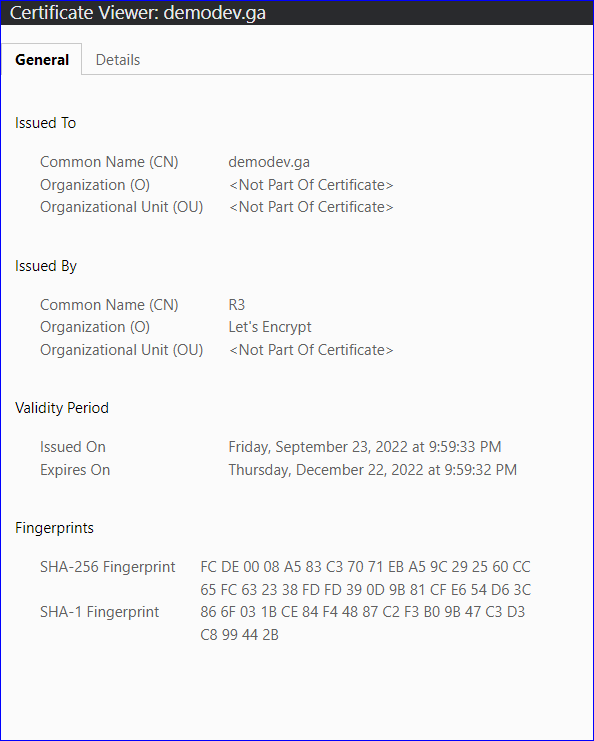 Certificate Viewer: demodev.ga
General Details
Issued To
Common Name (CN) demodev.ga
Organization (O) <Not Part Of Certificate>
Organizational Unit (OU) <Not Part Of Certificate>
Issued By
Common Name (CN) R3
Organization (O) Let's Encrypt
Organizational Unit (OU) <Not Part Of Certificate>
Validity Period
Issued On Friday, September 23, 2022 at 9:59:33 PM
Expires On Thursday, December 22, 2022 at 9:59:32 PM
Fingerprints
SHA-256 Fingerprint FC DE 00 08 A5 83 C3 70 71 EB A5 9C 29 25 60 CC
65 FC 63 23 38 FD FD 39 0D 9B 81 CF E6 54 D6 3C
SHA-1 Fingerprint 86 6F 03 1B CE 84 F4 48 87 C2 F3 B0 9B 47 C3 D3
C8 99 44 2B